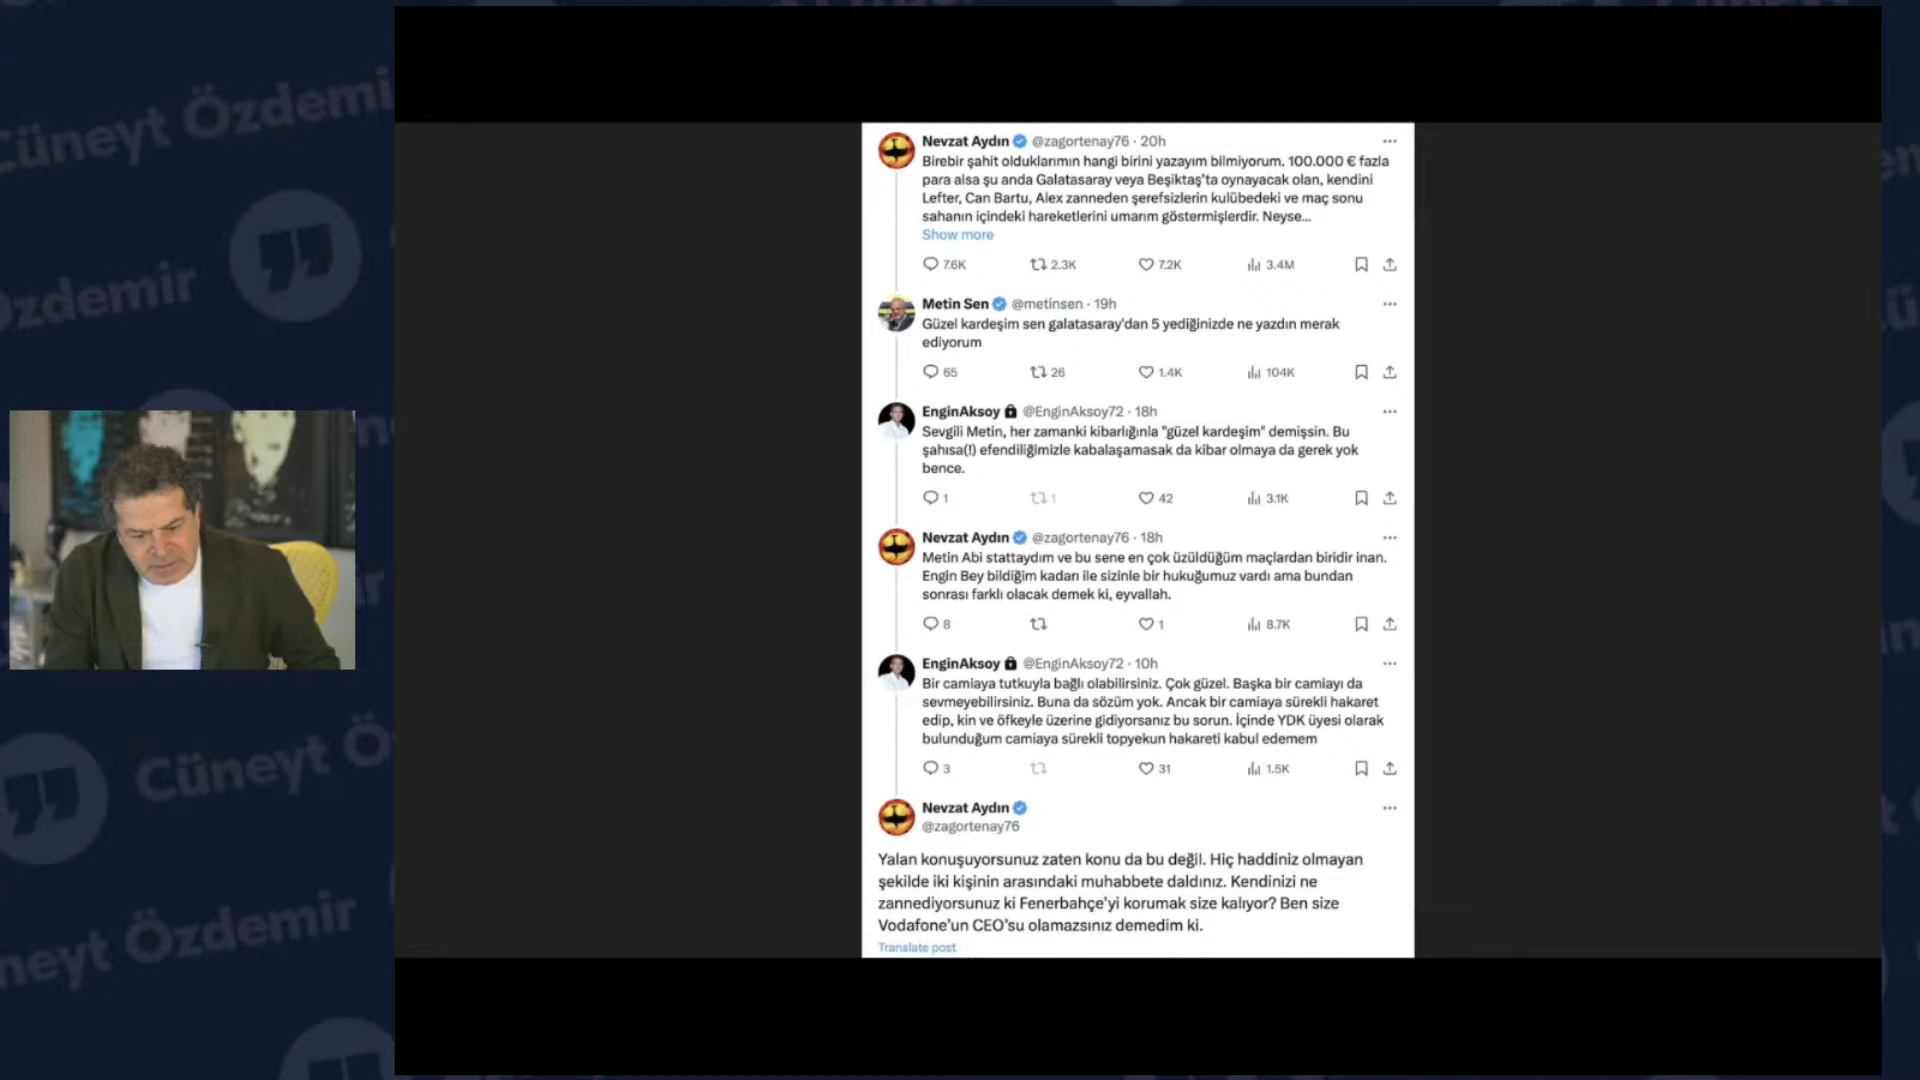 Cüneyt Özdemi
Özdemir
Nevzat Aydın @zagortenay76 · 20h
Birebir şahit olduklarımın hangi birini yazayım bilmiyorum. 100.000 € fazla
para alsa şu anda Galatasaray veya Beşiktaş'ta oynayacak olan, kendini
Lefter, Can Bartu, Alex zanneden şerefsizlerin kulübedeki ve maç sonu
sahanın içindeki hareketlerini umarım göstermişlerdir. Neyse...
Show more
7.6K 2.3K 7.2K 3.4M
Metin Sen @metinsen · 19h
Güzel kardeşim sen galatasaray'dan 5 yediğinizde ne yazdın merak
ediyorum
65 26 1.4K 104K
EnginAksoy @EnginAksoy72 · 18h
Sevgili Metin, her zamanki kibarlığınla "güzel kardeşim" demişsin. Bu
şahısa(!) efendiliğimizle kabalaşamasak da kibar olmaya da gerek yok
bence.
1 1 42 3.1K
Nevzat Aydın @zagortenay76 · 18h
Metin Abi stattaydım ve bu sene en çok üzüldüğüm maçlardan biridir inan.
Engin Bey bildiğim kadarı ile sizinle bir hukuğumuz vardı ama bundan
sonrası farklı olacak demek ki, eyvallah.
8 1 8.7K
EnginAksoy @EnginAksoy72 · 10h
Bir camiaya tutkuyla bağlı olabilirsiniz. Çok güzel. Başka bir camiayı da
sevmeyebilirsiniz. Buna da sözüm yok. Ancak bir camiaya sürekli hakaret
edip, kin ve öfkeyle üzerine gidiyorsanız bu sorun. İçinde YDK üyesi olarak
bulunduğum camiaya sürekli topyekun hakareti kabul edemem
3 31 1.5K
Nevzat Aydın
@zagortenay76
Yalan konuşuyorsunuz zaten konu da bu değil. Hiç haddiniz olmayan
şekilde iki kişinin arasındaki muhabbete daldınız. Kendinizi ne
zannediyorsunuz ki Fenerbahçe'yi korumak size kalıyor? Ben size
Vodafone'un CEO'su olamazsınız demedim ki.
Translate post
Cüneyt Ö
neyt Özdemir